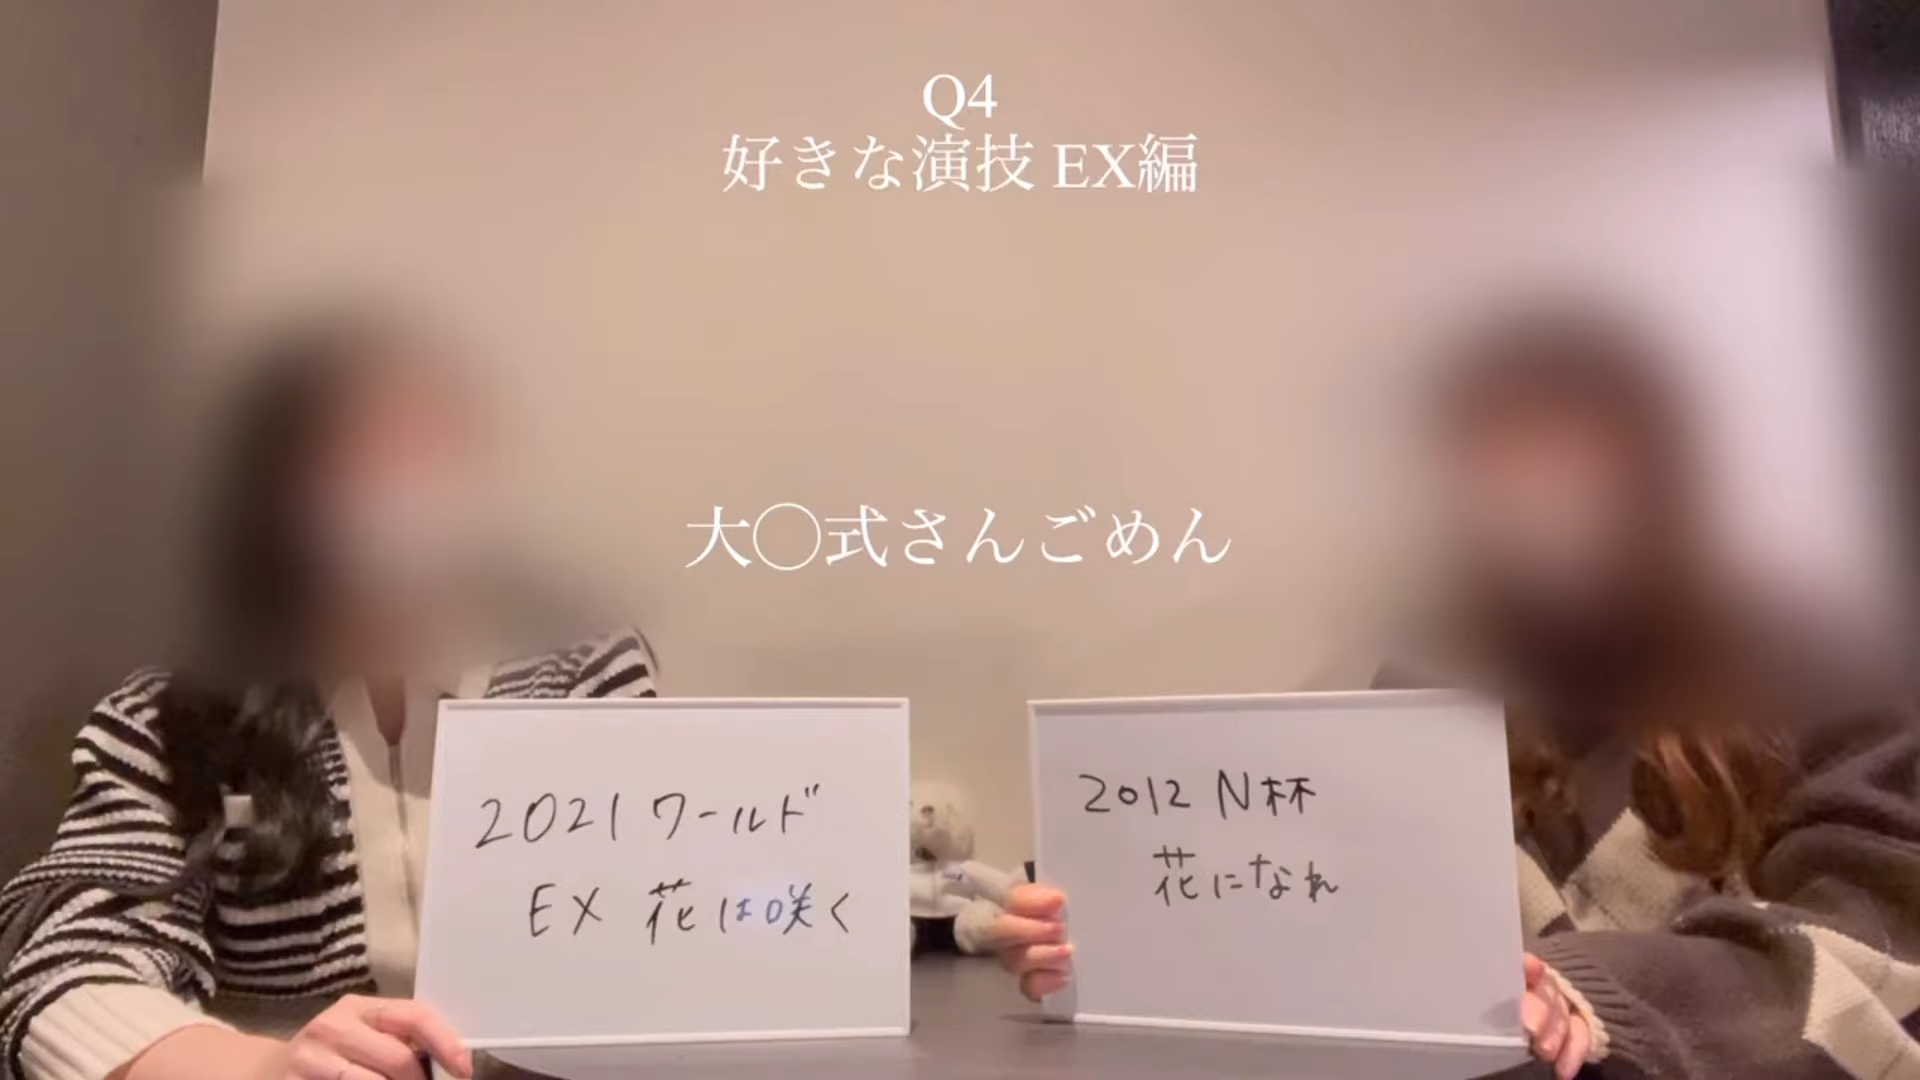 Q4
好きな演技 EX編
大◯式さんごめん
2021 ワールド
EX 花は咲く
2012 N杯
花になれ